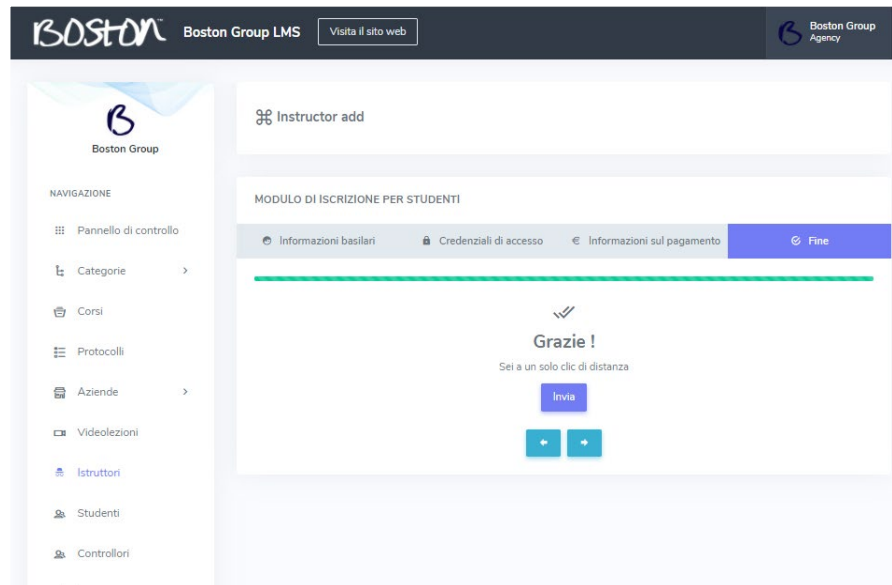 BOSTON
Boston Group LMS
Visita il sito web
Boston Group
Agency
Boston Group
NAVIGAZIONE
Pannello di controllo
Categorie
Corsi
Protocolli
Aziende
Videolezioni
Istruttori
Studenti
Controllori
Instructor add
MODULO DI ISCRIZIONE PER STUDENTI
Informazioni basilari
Credenziali di accesso
Informazioni sul pagamento
Fine
Grazie !
Sei a un solo clic di distanza
Invia